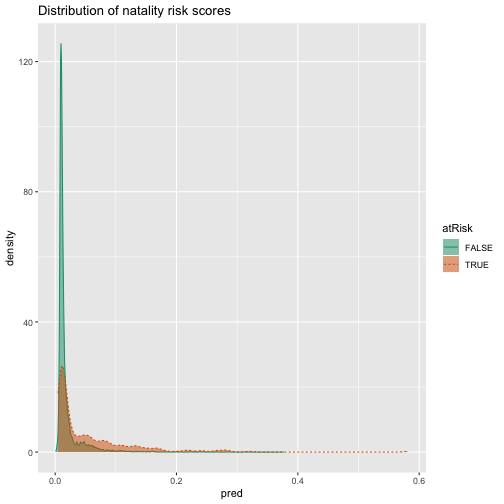 Distribution of natality risk scores
120
80
40
0
density
0.0
0.2
0.4
0.6
pred
atRisk
FALSE
TRUE